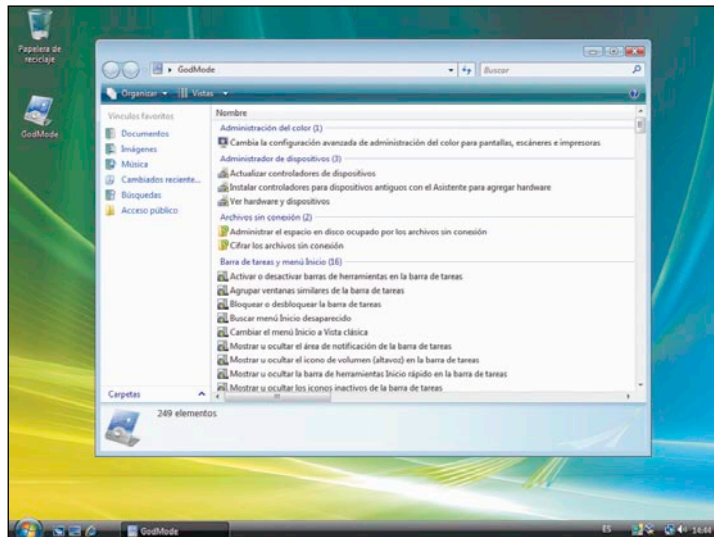 Papelera de
reciclaje
GodMode
GodMode
Buscar
Organizar
Vistas
Vínculos favoritos
Documentos
Imágenes
Música
Cambiados reciente...
Búsquedas
Acceso público
Carpetas
Nombre
Administración del color (1)
Cambia la configuración avanzada de administración del color para pantallas, escáneres e impresoras
Administrador de dispositivos (3)
Actualizar controladores de dispositivos
Instalar controladores para dispositivos antiguos con el Asistente para agregar hardware
Ver hardware y dispositivos
Archivos sin conexión (2)
Administrar el espacio en disco ocupado por los archivos sin conexión
Cifrar los archivos sin conexión
Barra de tareas y menú Inicio (16)
Activar o desactivar barras de herramientas en la barra de tareas
Agrupar ventanas similares de la barra de tareas
Bloquear o desbloquear la barra de tareas
Buscar menú Inicio desaparecido
Cambiar el menú Inicio a Vista clásica
Mostrar u ocultar el área de notificación de la barra de tareas
Mostrar u ocultar el icono de volumen (altavoz) en la barra de tareas
Mostrar u ocultar la barra de herramientas Inicio rápido en la barra de tareas
Mostrar u ocultar los iconos inactivos de la barra de tareas
249 elementos
GodMode
ES
14:44